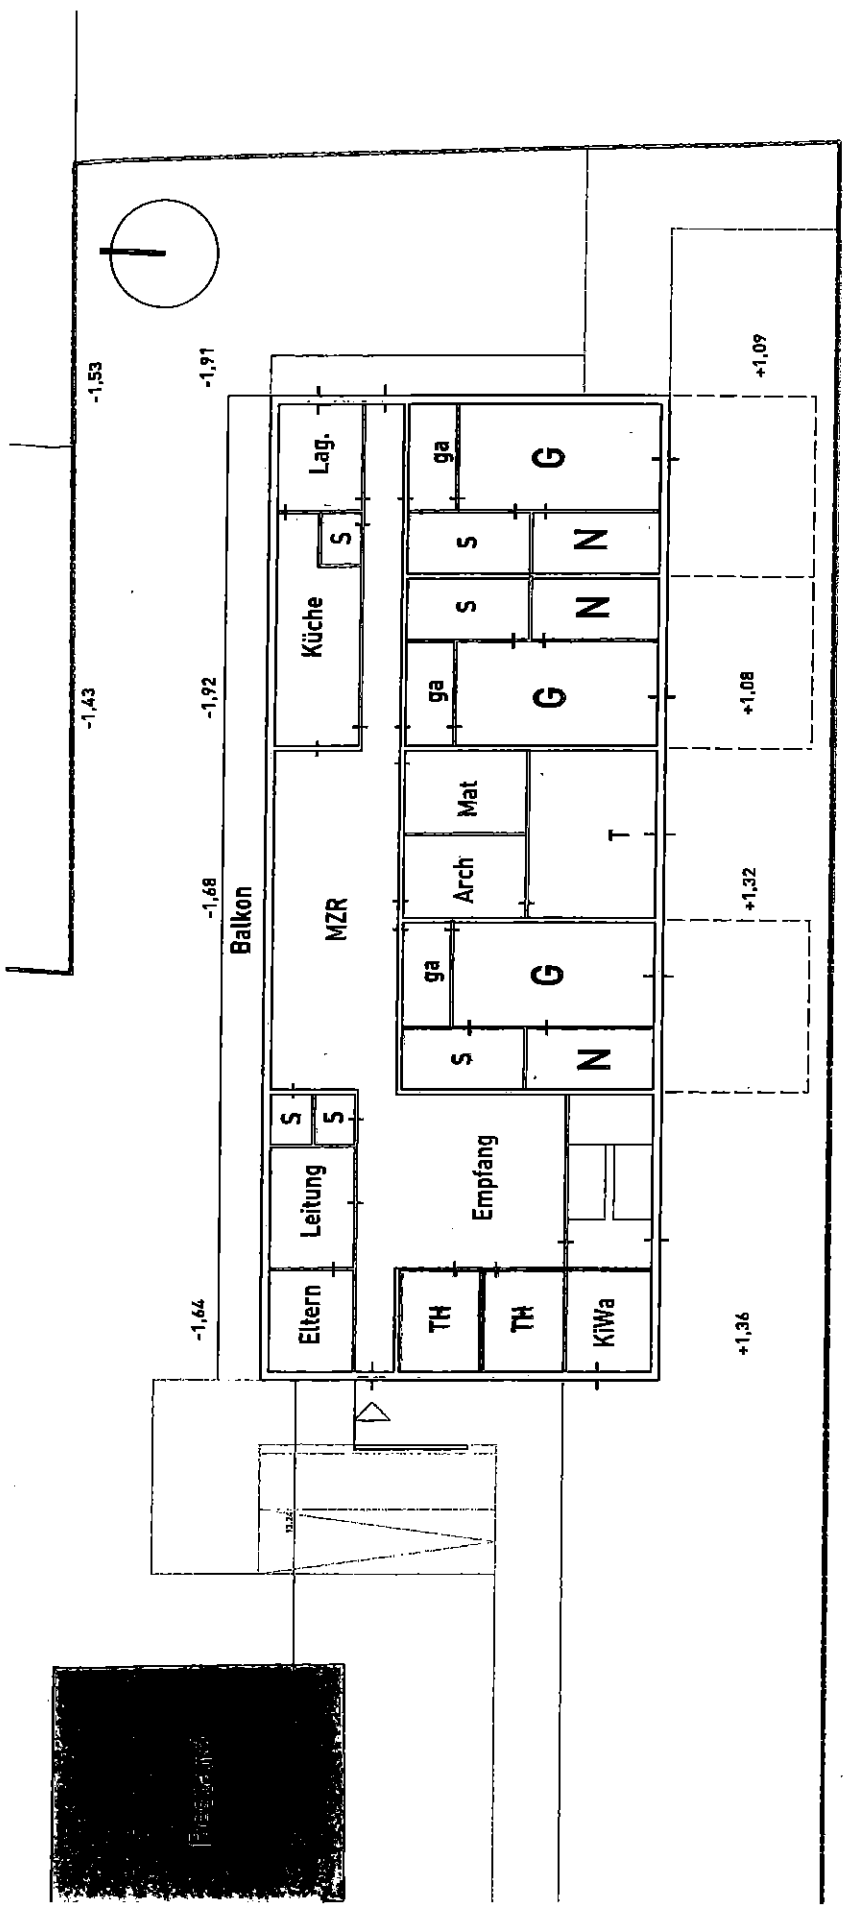 -1,53
-1,91
+1,09
Lag.
ga
G
S
S
N
Küche
S
N
ga
G
-1,43
-1,92
+1,08
Mat
T
Arch
MZR
Balkon
-1,68
+1,32
ga
G
S
N
S
S
Leitung
Empfang
Eltern
TH
TH
KiWa
-1,64
+1,36